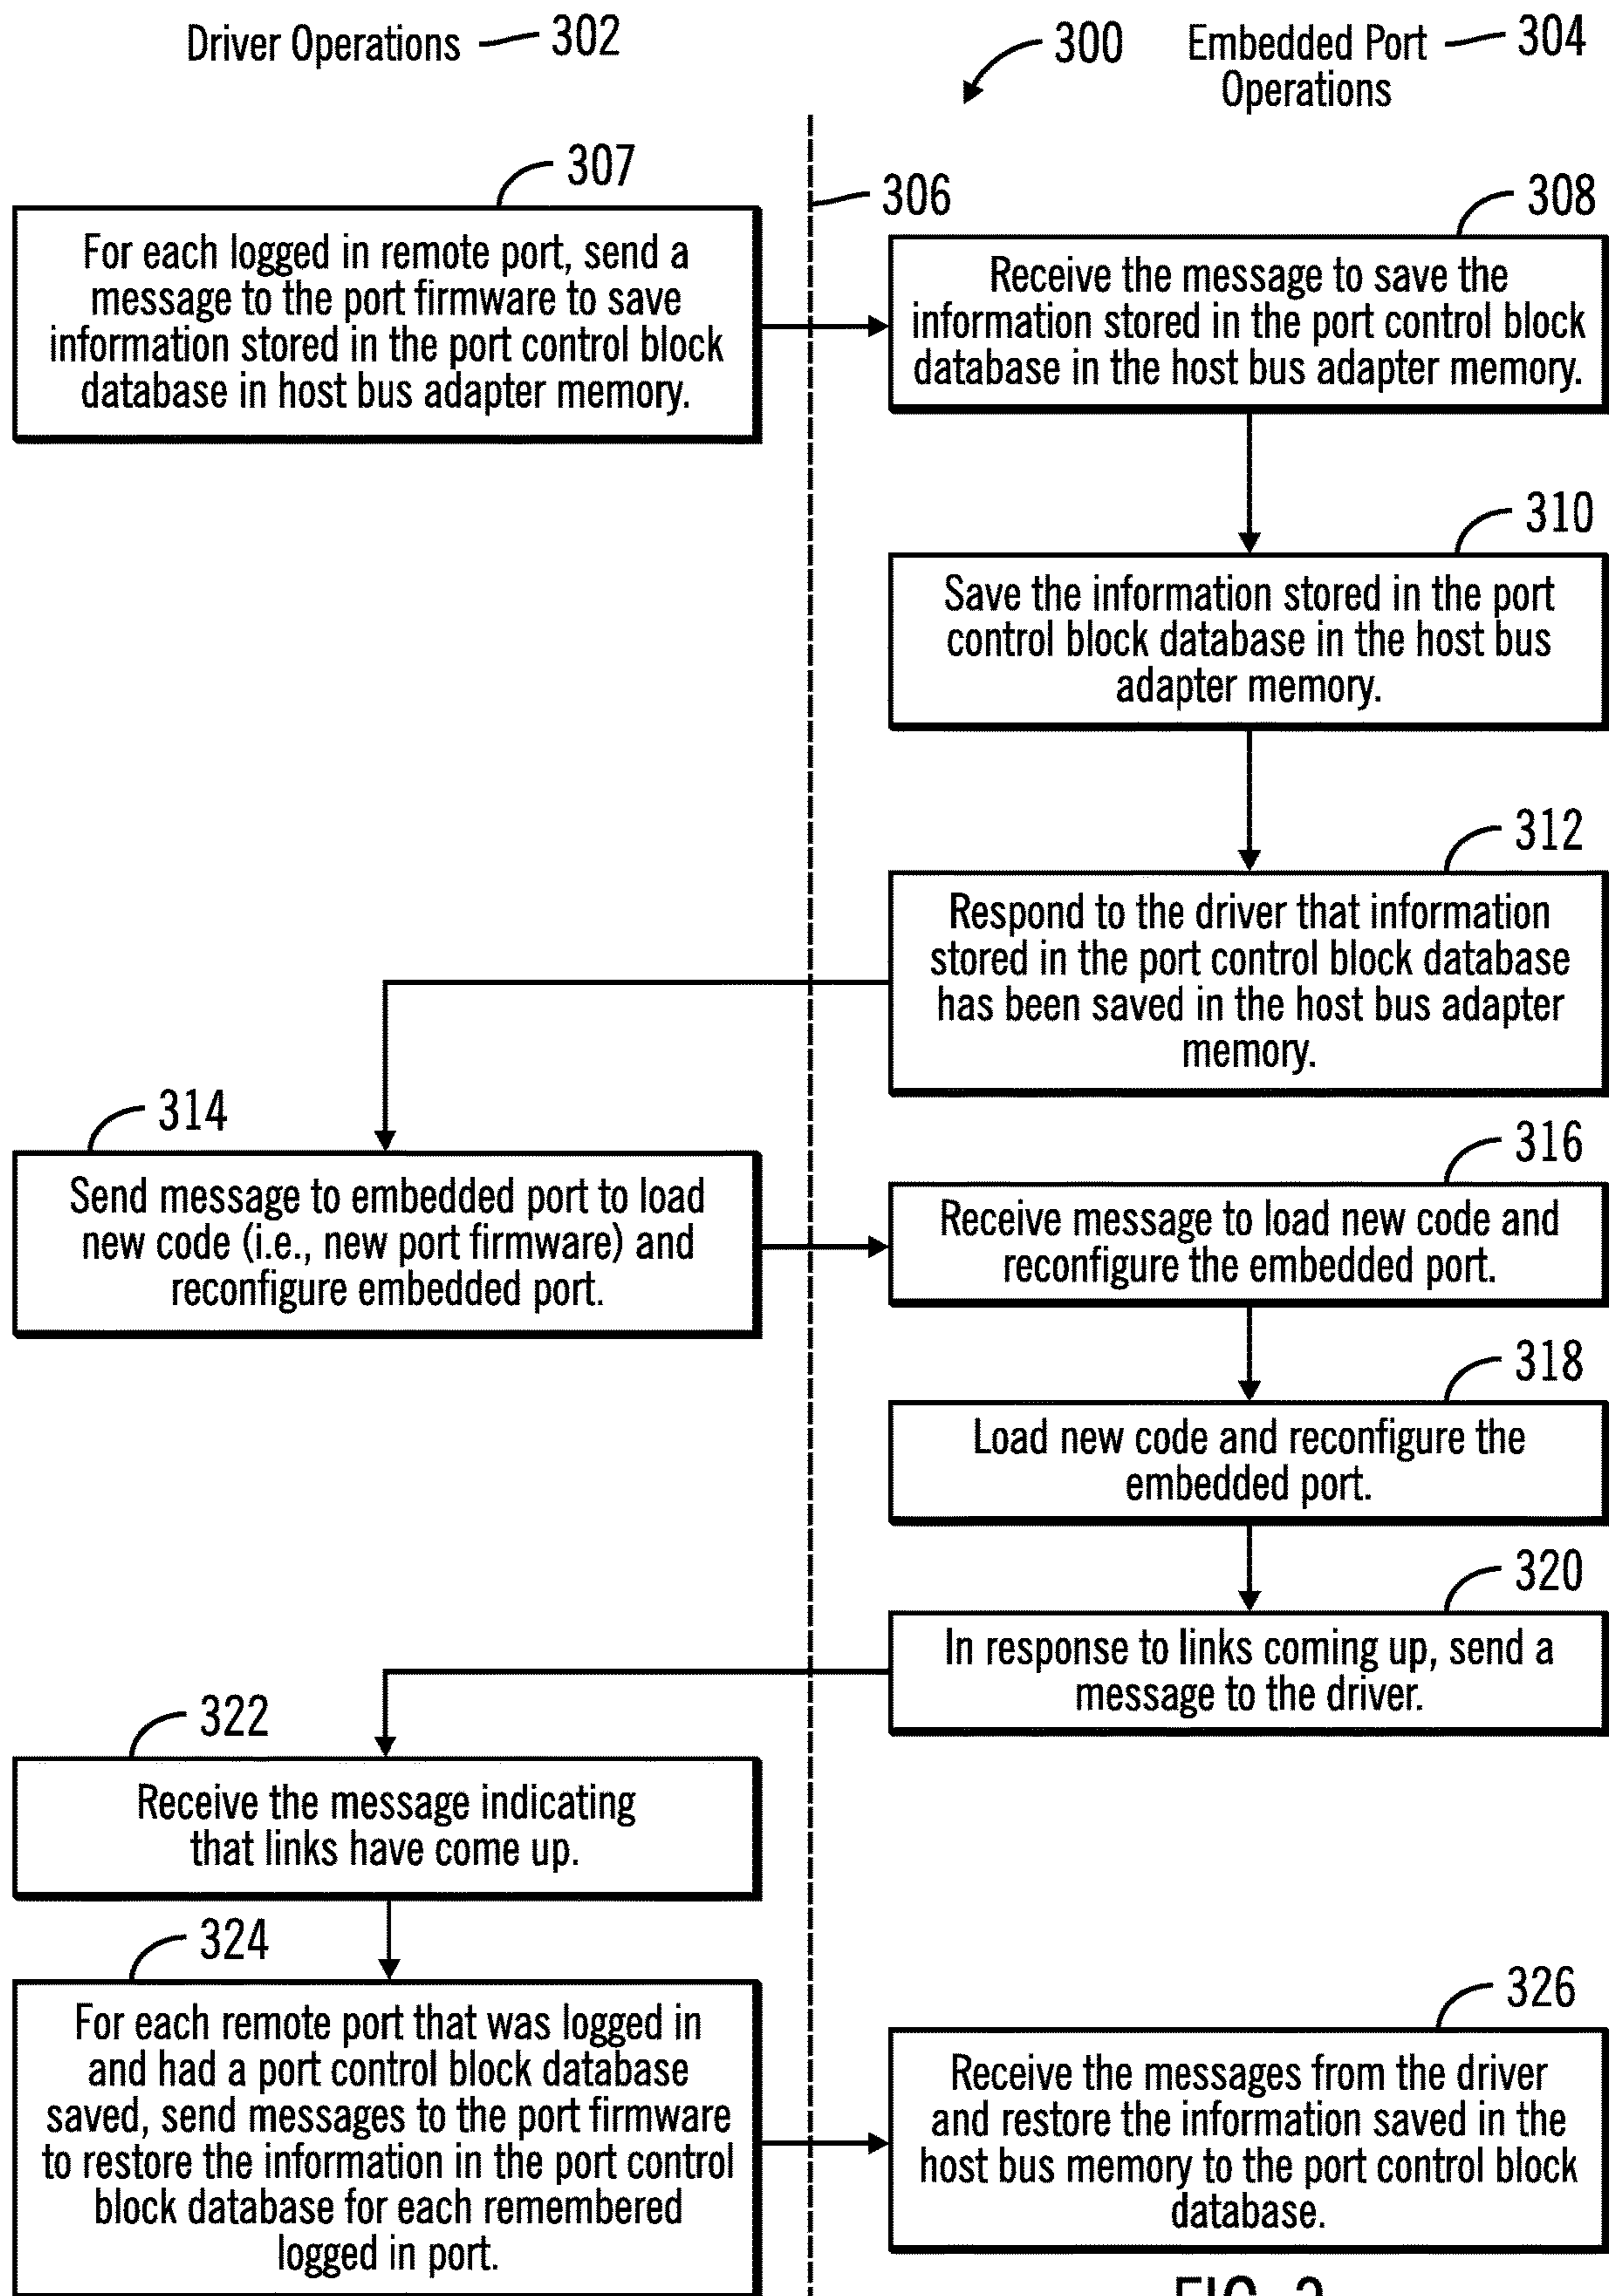 Driver Operations 302
300
Embedded Port 304
Operations
307
For each logged in remote port, send a
message to the port firmware to save
information stored in the port control block
database in host bus adapter memory.
306
308
Receive the message to save the
information stored in the port control block
database in the host bus adapter memory.
310
Save the information stored in the port
control block database in the host bus
adapter memory.
312
Respond to the driver that information
stored in the port control block database
has been saved in the host bus adapter
memory.
314
Send message to embedded port to load
new code (i.e., new port firmware) and
reconfigure embedded port.
316
Receive message to load new code and
reconfigure the embedded port.
318
Load new code and reconfigure the
embedded port.
320
In response to links coming up, send a
message to the driver.
322
Receive the message indicating
that links have come up.
324
For each remote port that was logged in
and had a port control block database
saved, send messages to the port firmware
to restore the information in the port control
block database for each remembered
logged in port.
326
Receive the messages from the driver
and restore the information saved in the
host bus memory to the port control block
database.